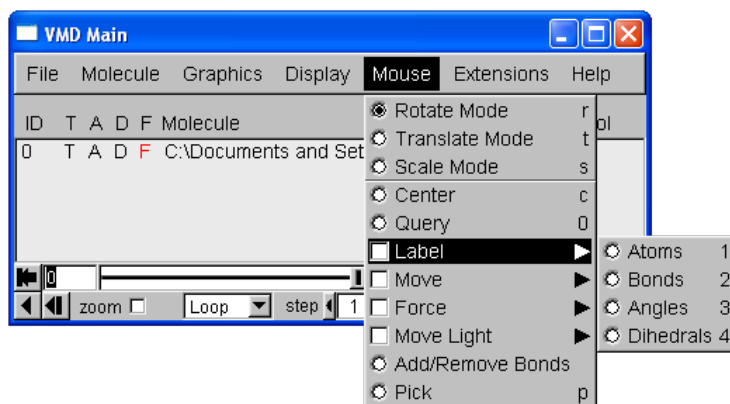 VMD Main
File Molecule Graphics Display Mouse Extensions Help
ID T A D F Molecule ol
0 T A D F C:\Documents and Set
0
zoom Loop step 1
Rotate Mode r
Translate Mode t
Scale Mode s
Center c
Query 0
Label
Move
Force
Move Light
Add/Remove Bonds
Pick p
Atoms 1
Bonds 2
Angles 3
Dihedrals 4